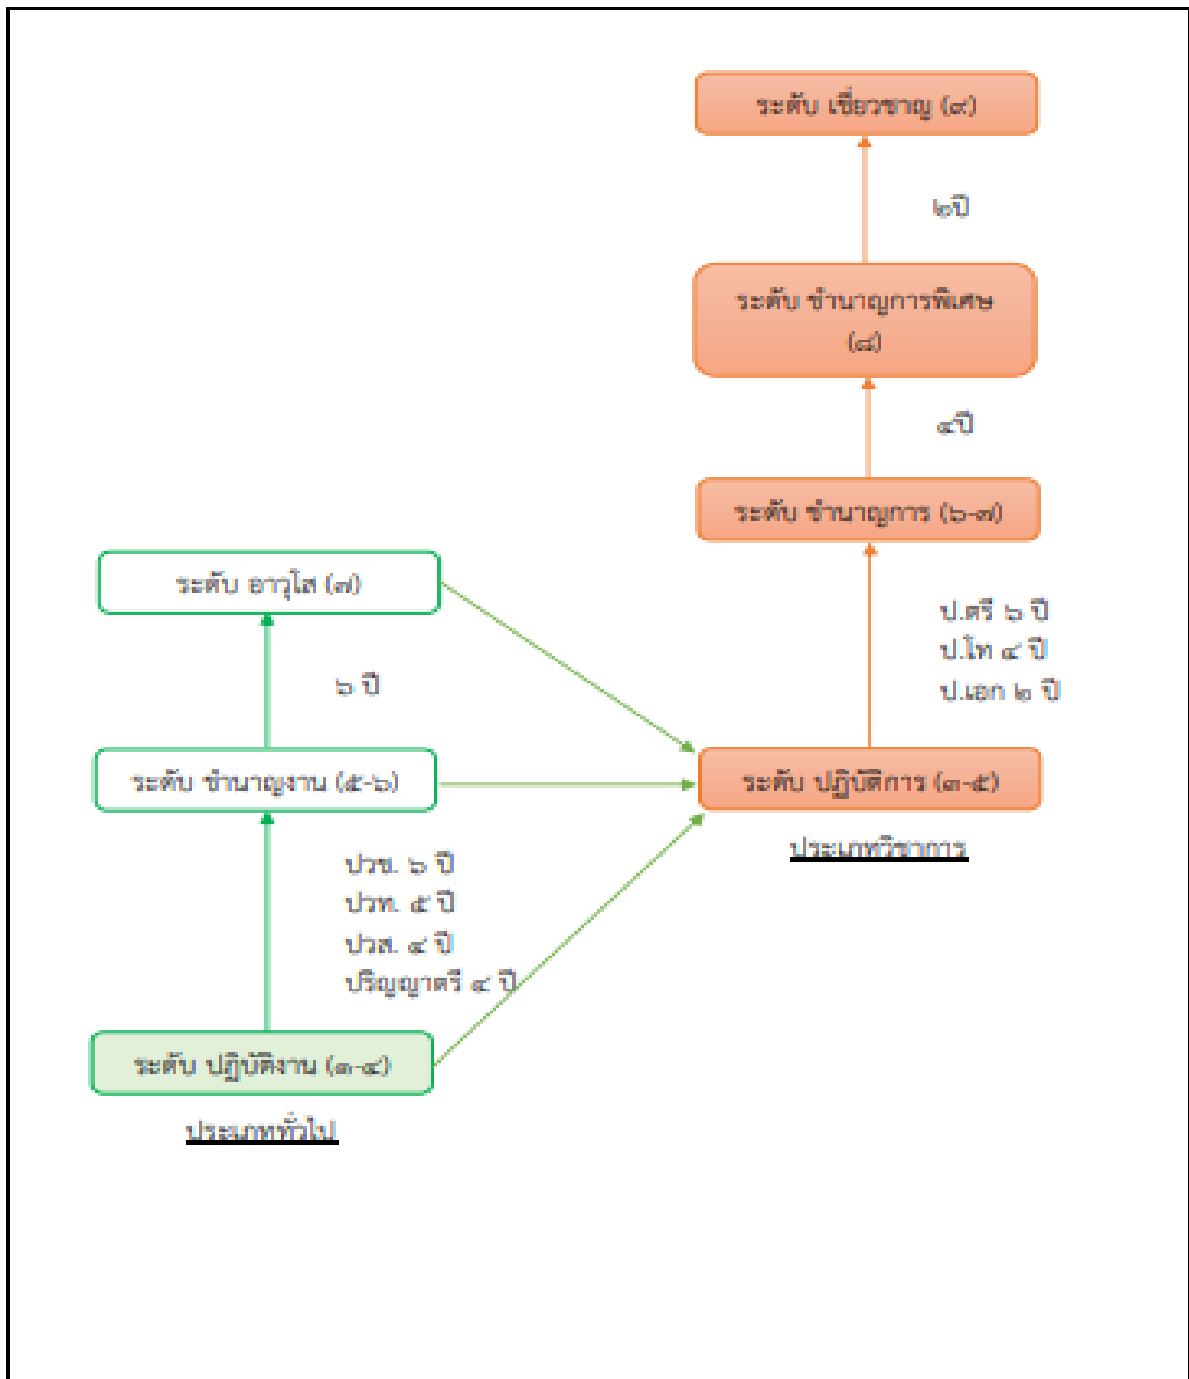 ระดับ เชี่ยวชาญ (๙)
๒ปี
ระดับ ชำนาญการพิเศษ
(๘)
๔ปี
ระดับ ชำนาญการ (๖-๗)
ป.ตรี ๖ ปี
ป.โท ๔ ปี
ป.เอก ๒ ปี
ระดับ ปฏิบัติการ (๓-๕)
ประเภทวิชาการ
ระดับ อาวุโส (๗)
๖ ปี
ระดับ ชำนาญงาน (๕-๖)
ปวช. ๖ ปี
ปวท. ๕ ปี
ปวส. ๔ ปี
ปริญญาตรี ๔ ปี
ระดับ ปฏิบัติงาน (๑-๔)
ประเภททั่วไป